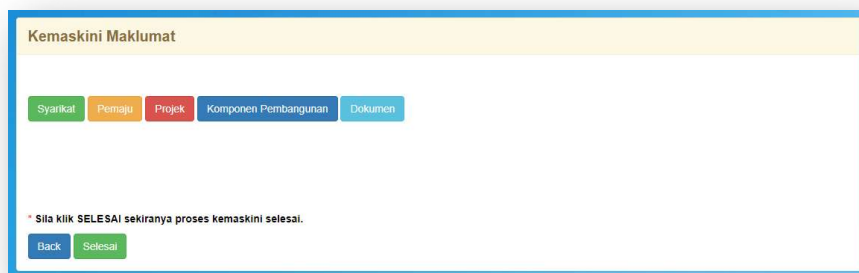 Kemaskini Maklumat
Syarikat Pemaju Projek Komponen Pembangunan Dokumen
* Sila klik SELESAI sekiranya proses kemaskini selesai.
Back Selesai